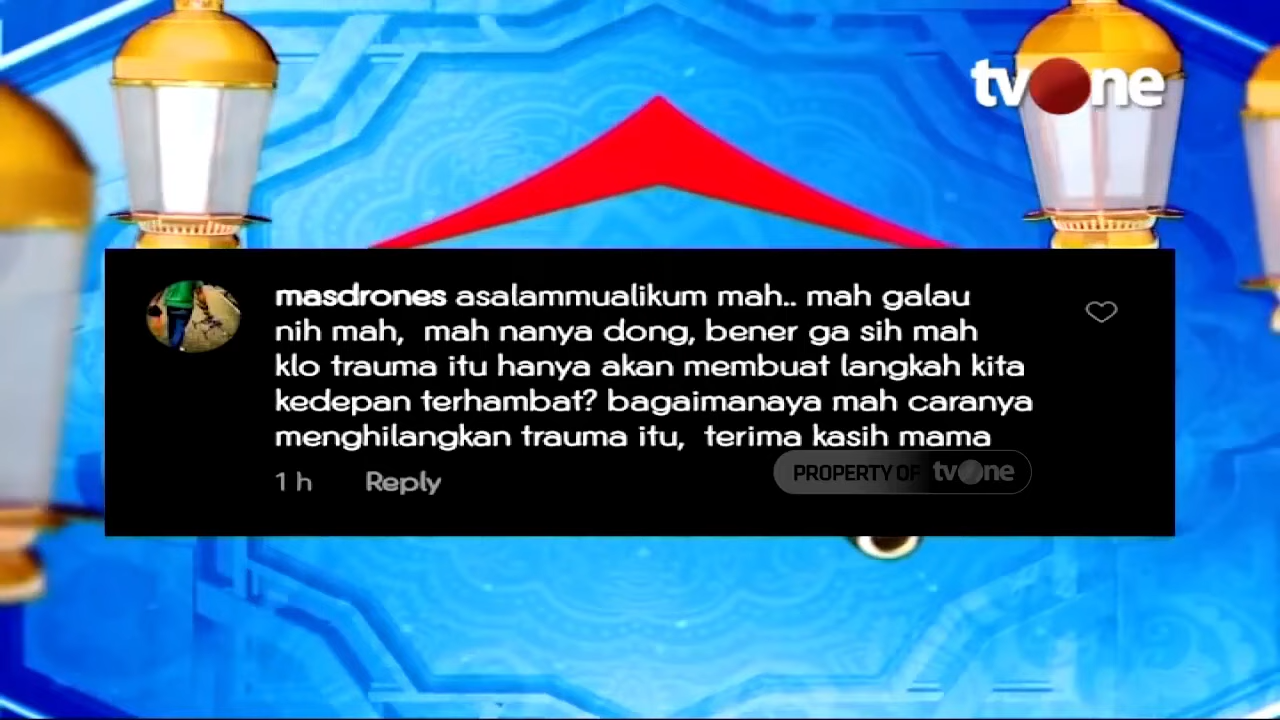 tvOne
masdrones asalammualikum mah.. mah galau
nih mah, mah nanya dong, bener ga sih mah
klo trauma itu hanya akan membuat langkah kita
kedepan terhambat? bagaimanaya mah caranya
menghilangkan trauma itu, terima kasih mama
1 h Reply
PROPERTY OF tvOne